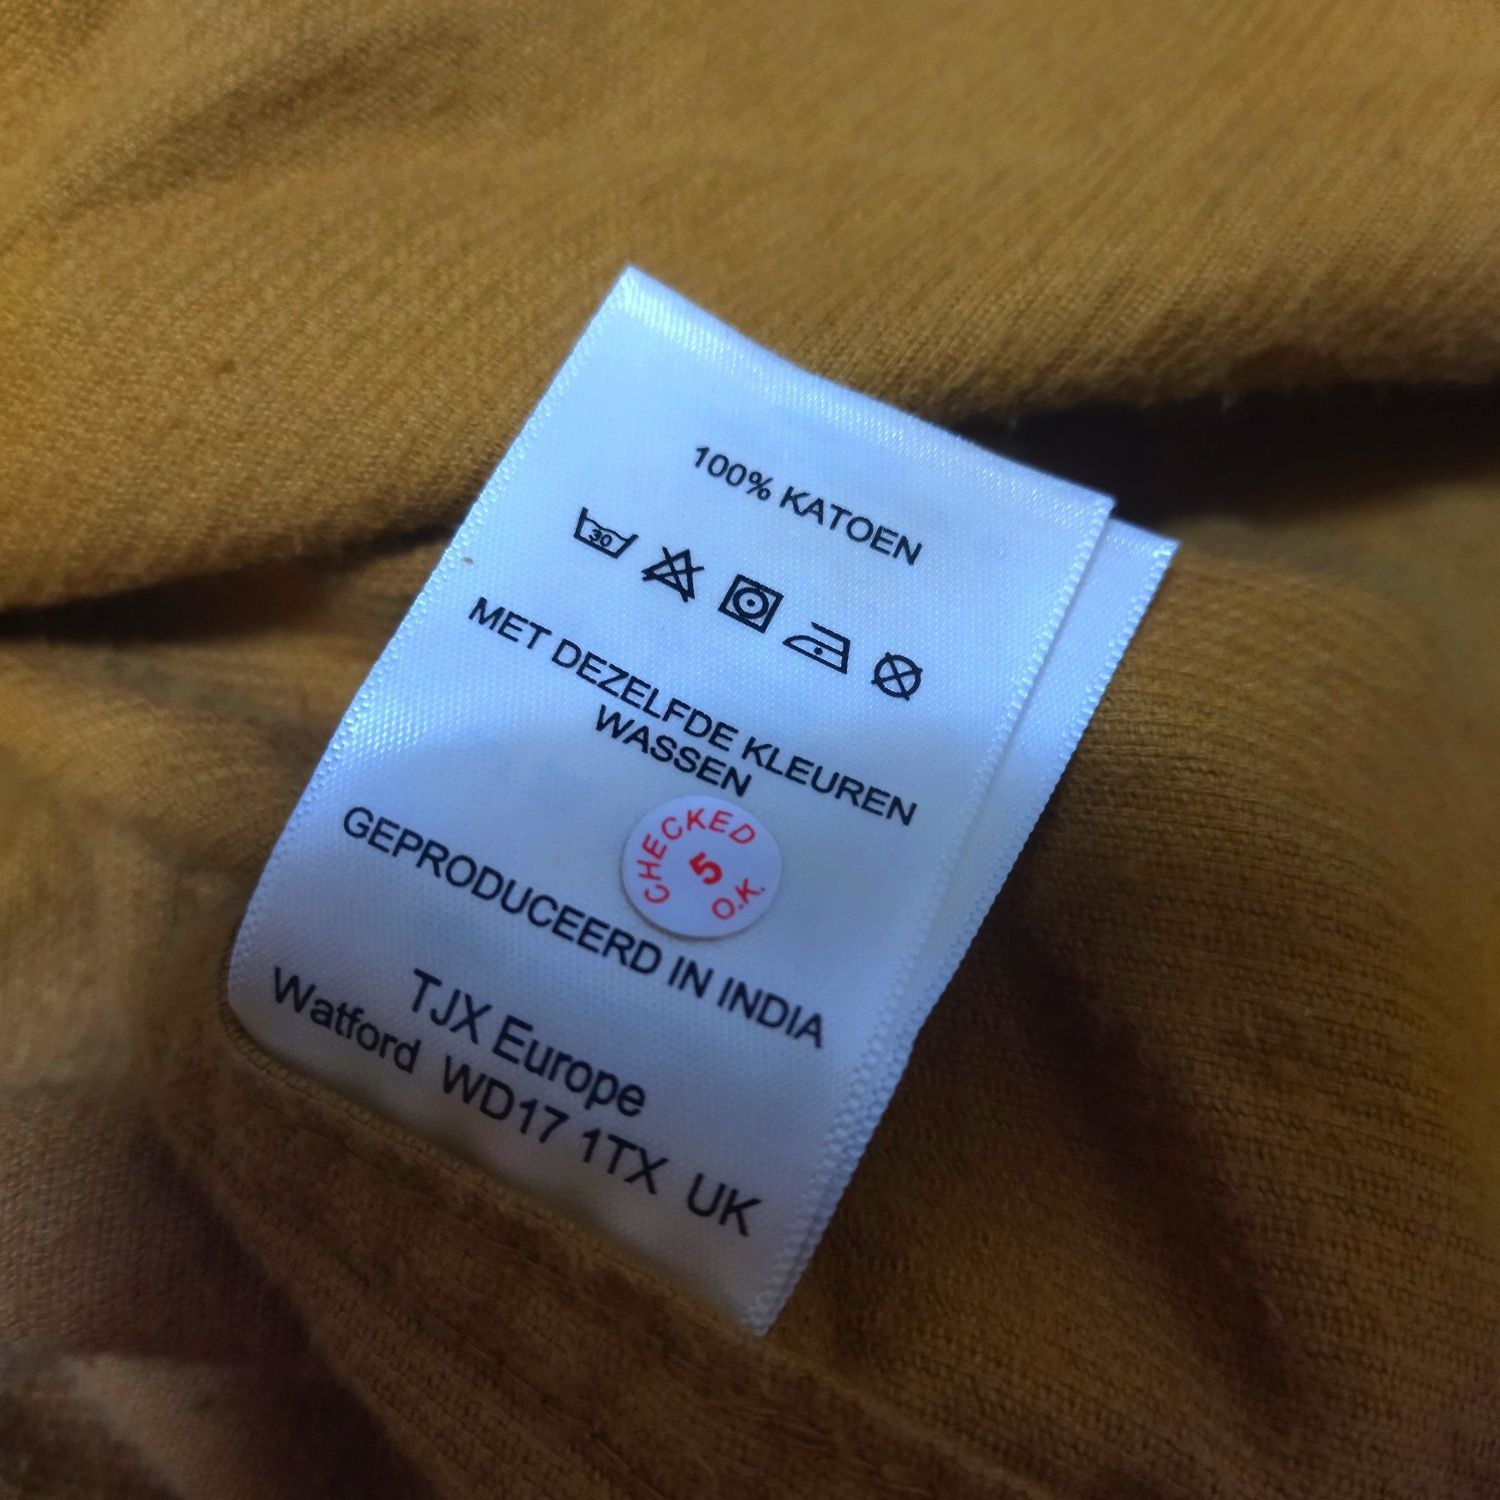 100% KATOEN
30
MET DEZELFDE KLEUREN
WASSEN
CHECKED
5
O.K.
GEPRODUCEERD IN INDIA
TJX Europe
Watford WD17 1TX UK